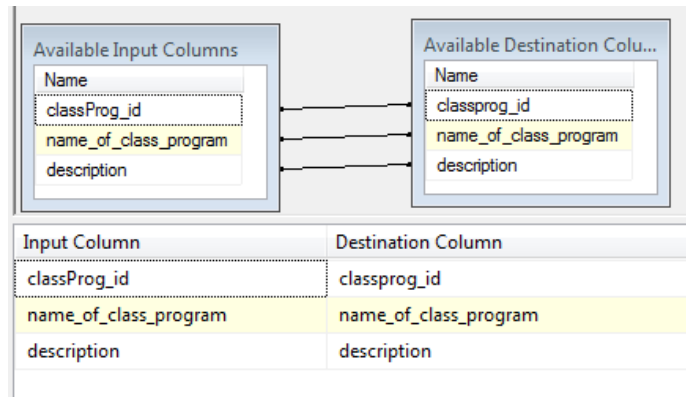 Available Input Columns
Name
classProg_id
name_of_class_program
description
Available Destination Colu...
Name
classprog_id
name_of_class_program
description
Input Column Destination Column
classProg_id classprog_id
name_of_class_program name_of_class_program
description description